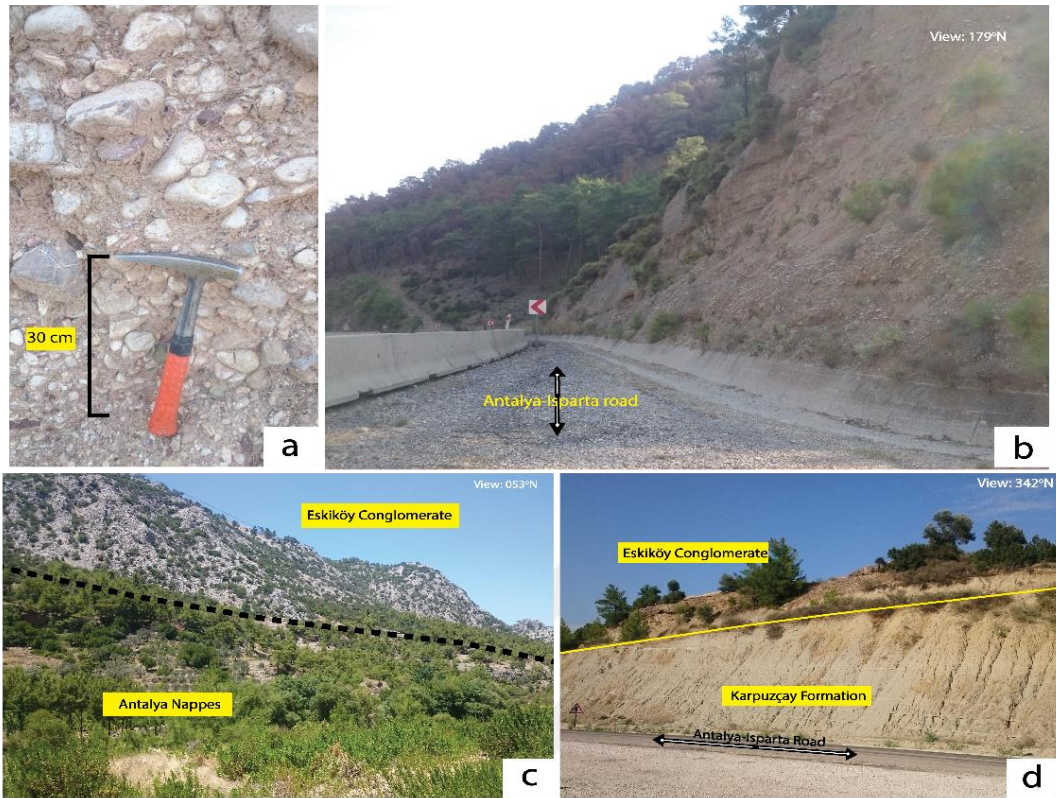 30 cm
a
View: 179°N
Antalya-Isparta road
b
View: 053°N
Eskiköy Conglomerate
Antalya Nappes
c
View: 342°N
Eskiköy Conglomerate
Karpuzçay Formation
Antalya-Isparta Road
d